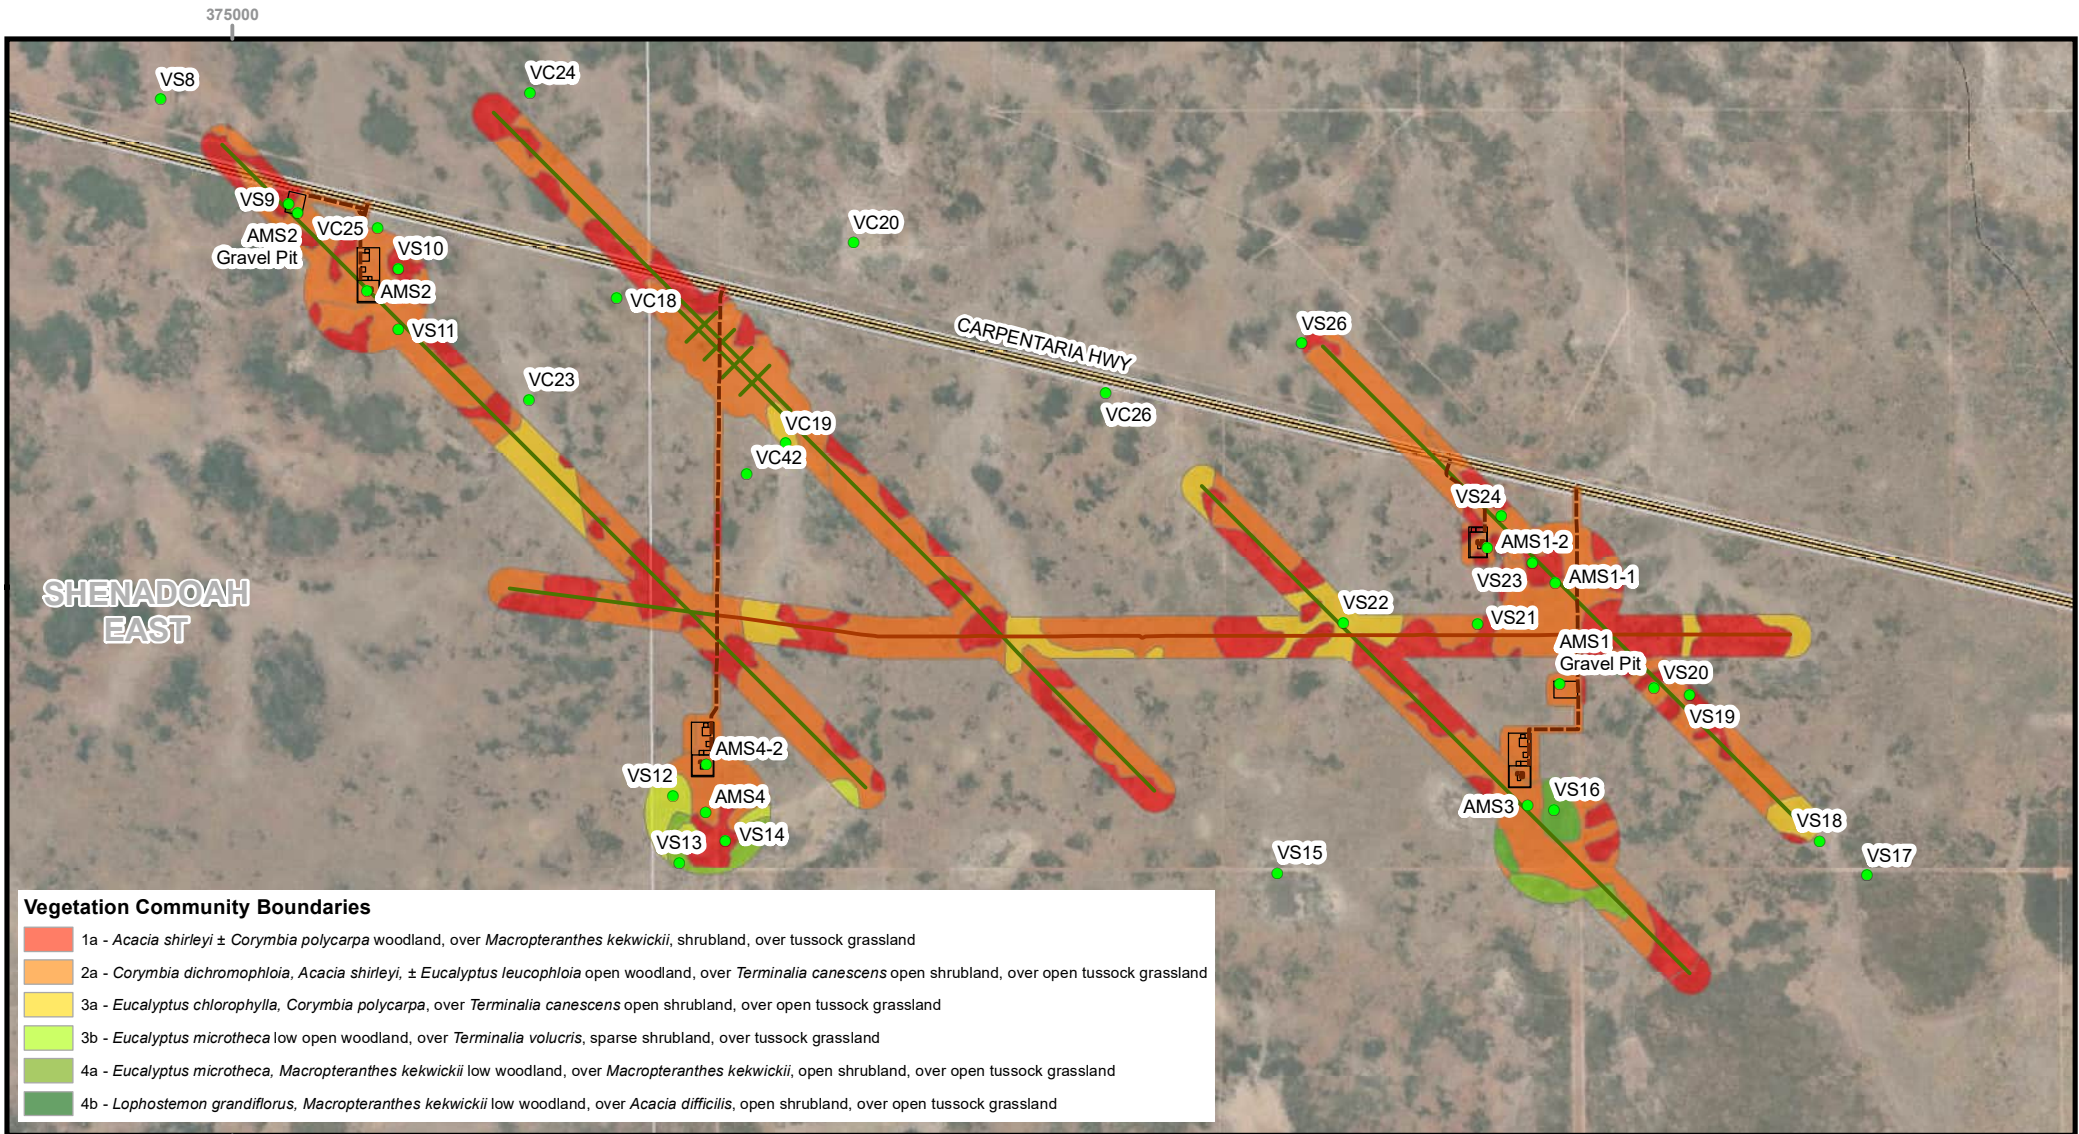 375000
VS8
VC24
VS9
VC25
AMS2
Gravel Pit
VS10
AMS2
VS11
VC20
VC18
VC23
CARPENTARIA HWY
VS26
VC26
VC19
VC42
VS24
AMS1-2
VS23
AMS1-1
SHENADOAH
EAST
VS22
VS21
AMS1
Gravel Pit
VS20
VS19
AMS4-2
VS12
AMS4
VS13
VS14
AMS3
VS16
VS18
VS15
VS17
Vegetation Community Boundaries
1a - Acacia shirleyi ± Corymbia polycarpa woodland, over Macropteranthes kekwickii, shrubland, over tussock grassland
2a - Corymbia dichromophloia, Acacia shirleyi, ± Eucalyptus leucophloia open woodland, over Terminalia canescens open shrubland, over open tussock grassland
3a - Eucalyptus chlorophylla, Corymbia polycarpa, over Terminalia canescens open shrubland, over open tussock grassland
3b - Eucalyptus microtheca low open woodland, over Terminalia volucris, sparse shrubland, over tussock grassland
4a - Eucalyptus microtheca, Macropteranthes kekwickii low woodland, over Macropteranthes kekwickii, open shrubland, over open tussock grassland
4b - Lophostemon grandiflorus, Macropteranthes kekwickii low woodland, over Acacia difficilis, open shrubland, over open tussock grassland